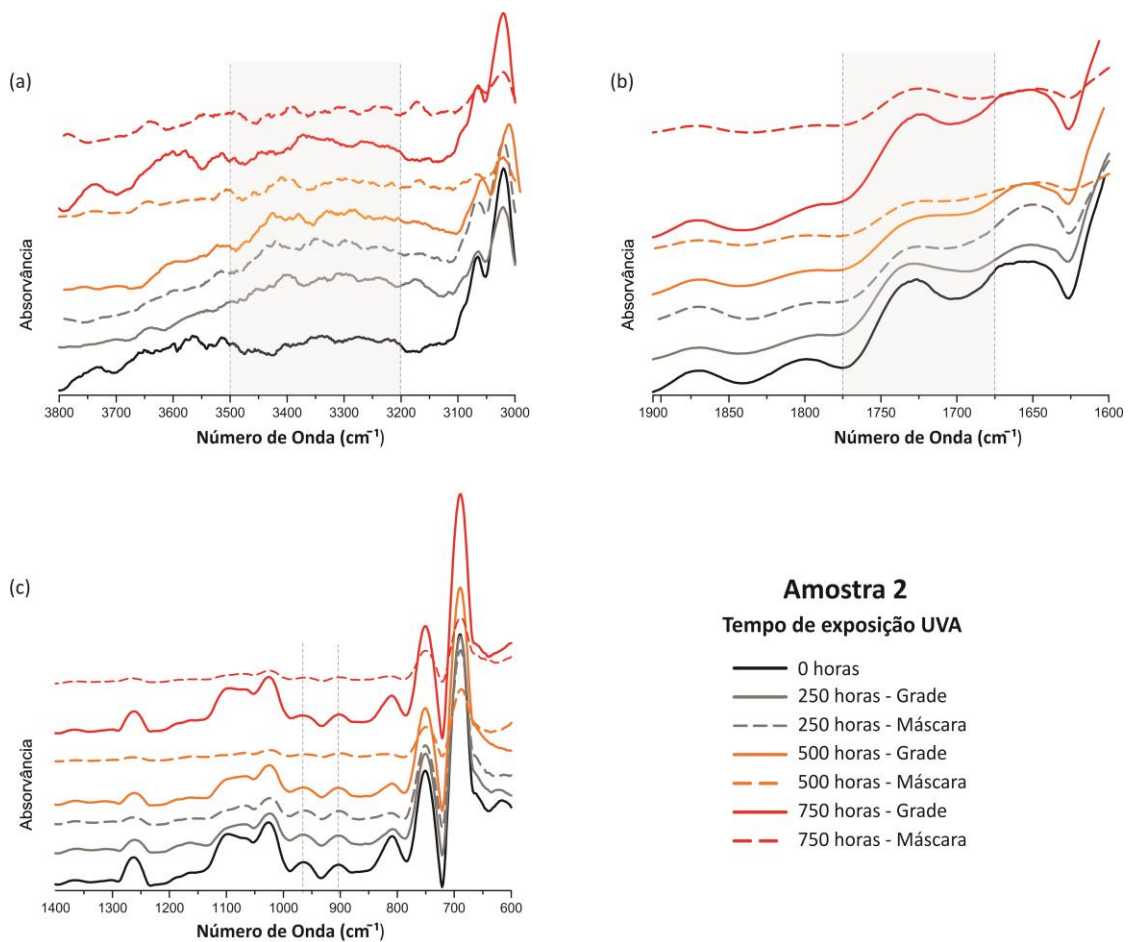 (a)
Absorvância
3800 3700 3600 3500 3400 3300 3200 3100 3000
Número de Onda (cm⁻¹)
(b)
Absorvância
1900 1850 1800 1750 1700 1650 1600
Número de Onda (cm⁻¹)
(c)
Absorvância
1400 1300 1200 1100 1000 900 800 700 600
Número de Onda (cm⁻¹)
Amostra 2
Tempo de exposição UVA
0 horas
250 horas - Grade
250 horas - Máscara
500 horas - Grade
500 horas - Máscara
750 horas - Grade
750 horas - Máscara